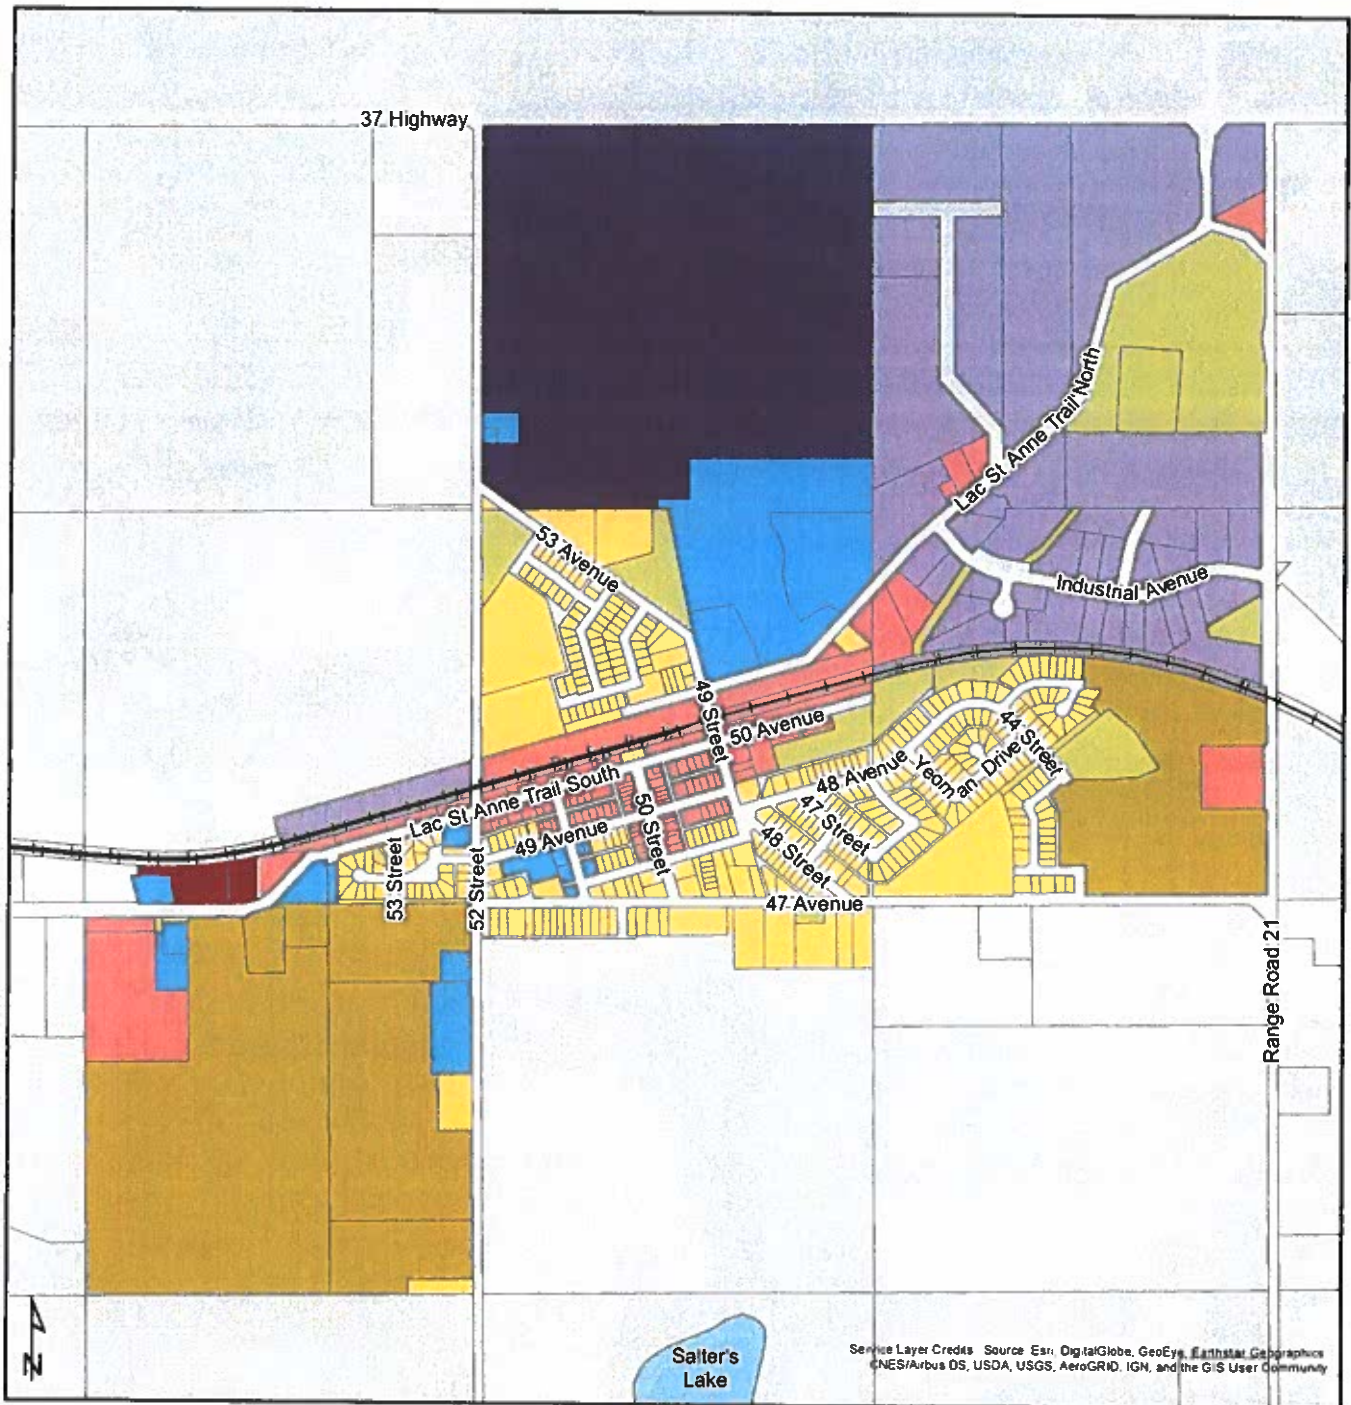 37 Highway
Lac St Anne Trail North
53 Avenue
Industrial Avenue
49 Street
50 Avenue
44 Street
Yeoman Drive
48 Avenue
Lac St Anne Trail South
50 Street
47 Street
49 Avenue
48 Street
53 Street
52 Street
47 Avenue
Range Road 21
Salter's
Lake
N
Service Layer Credits Source Esri, DigitalGlobe, GeoEye, Earthstar Geographics
CNES/Airbus DS, USDA, USGS, AeroGRID, IGN, and the GIS User Community